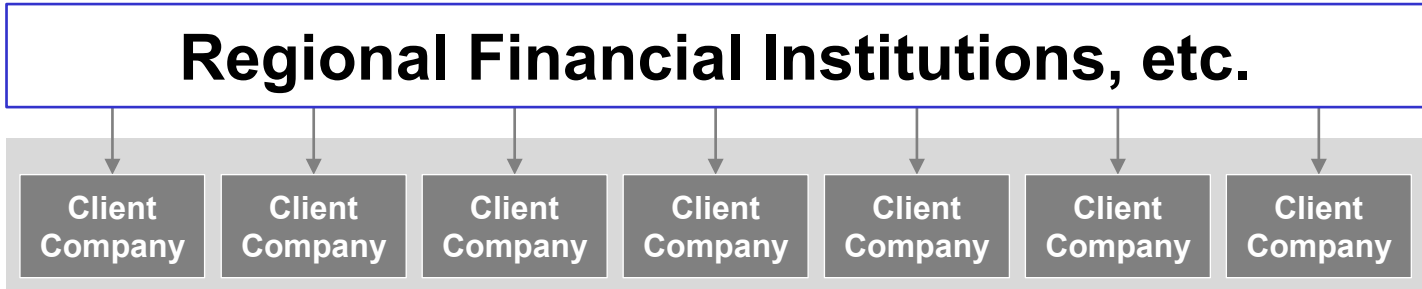 Regional Financial Institutions, etc.
Client
Company
Client
Company
Client
Company
Client
Company
Client
Company
Client
Company
Client
Company